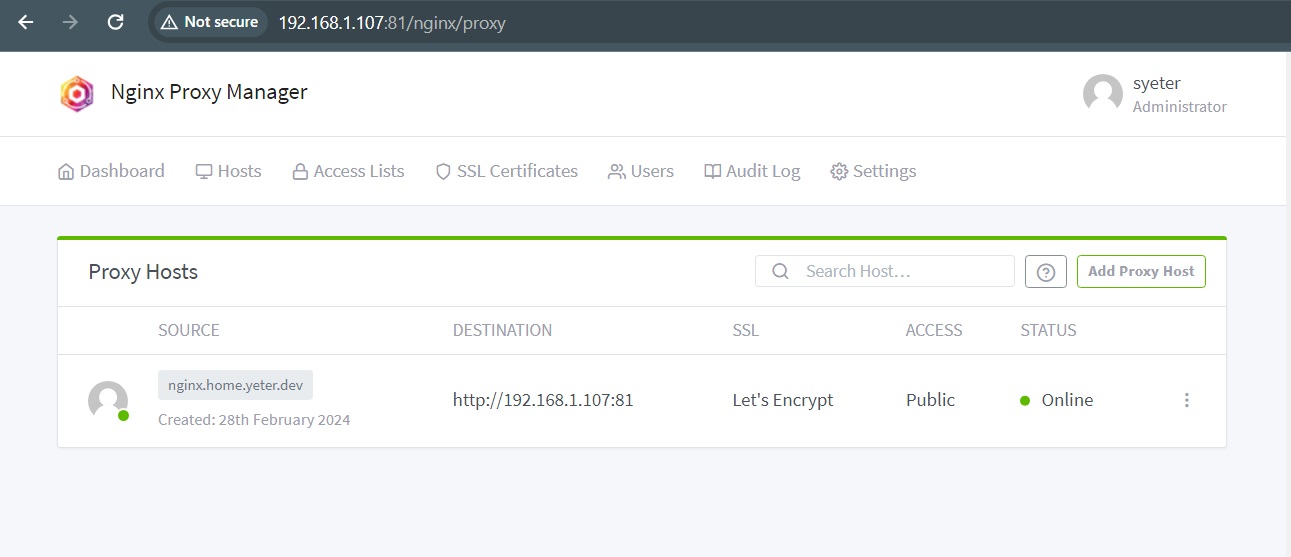 Not secure 192.168.1.107:81/nginx/proxy
Nginx Proxy Manager
syeter
Administrator
Dashboard Hosts Access Lists SSL Certificates Users Audit Log Settings
Proxy Hosts Search Host... Add Proxy Host
SOURCE DESTINATION SSL ACCESS STATUS
nginx.home.yeter.dev
Created: 28th February 2024
http://192.168.1.107:81 Let's Encrypt Public Online